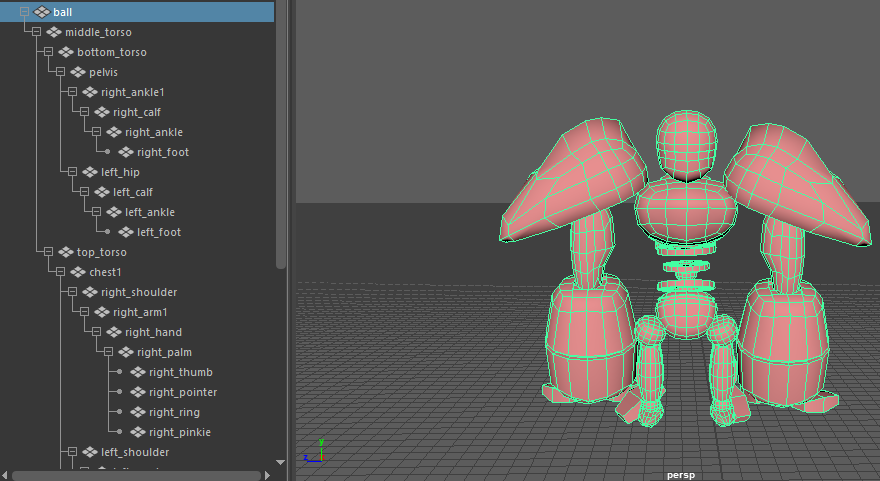 ball
middle_torso
bottom_torso
pelvis
right_ankle1
right_calf
right_ankle
right_foot
left_hip
left_calf
left_ankle
left_foot
top_torso
chest1
right_shoulder
right_arm1
right_hand
right_palm
right_thumb
right_pointer
right_ring
right_pinkie
left_shoulder
y
z
persp